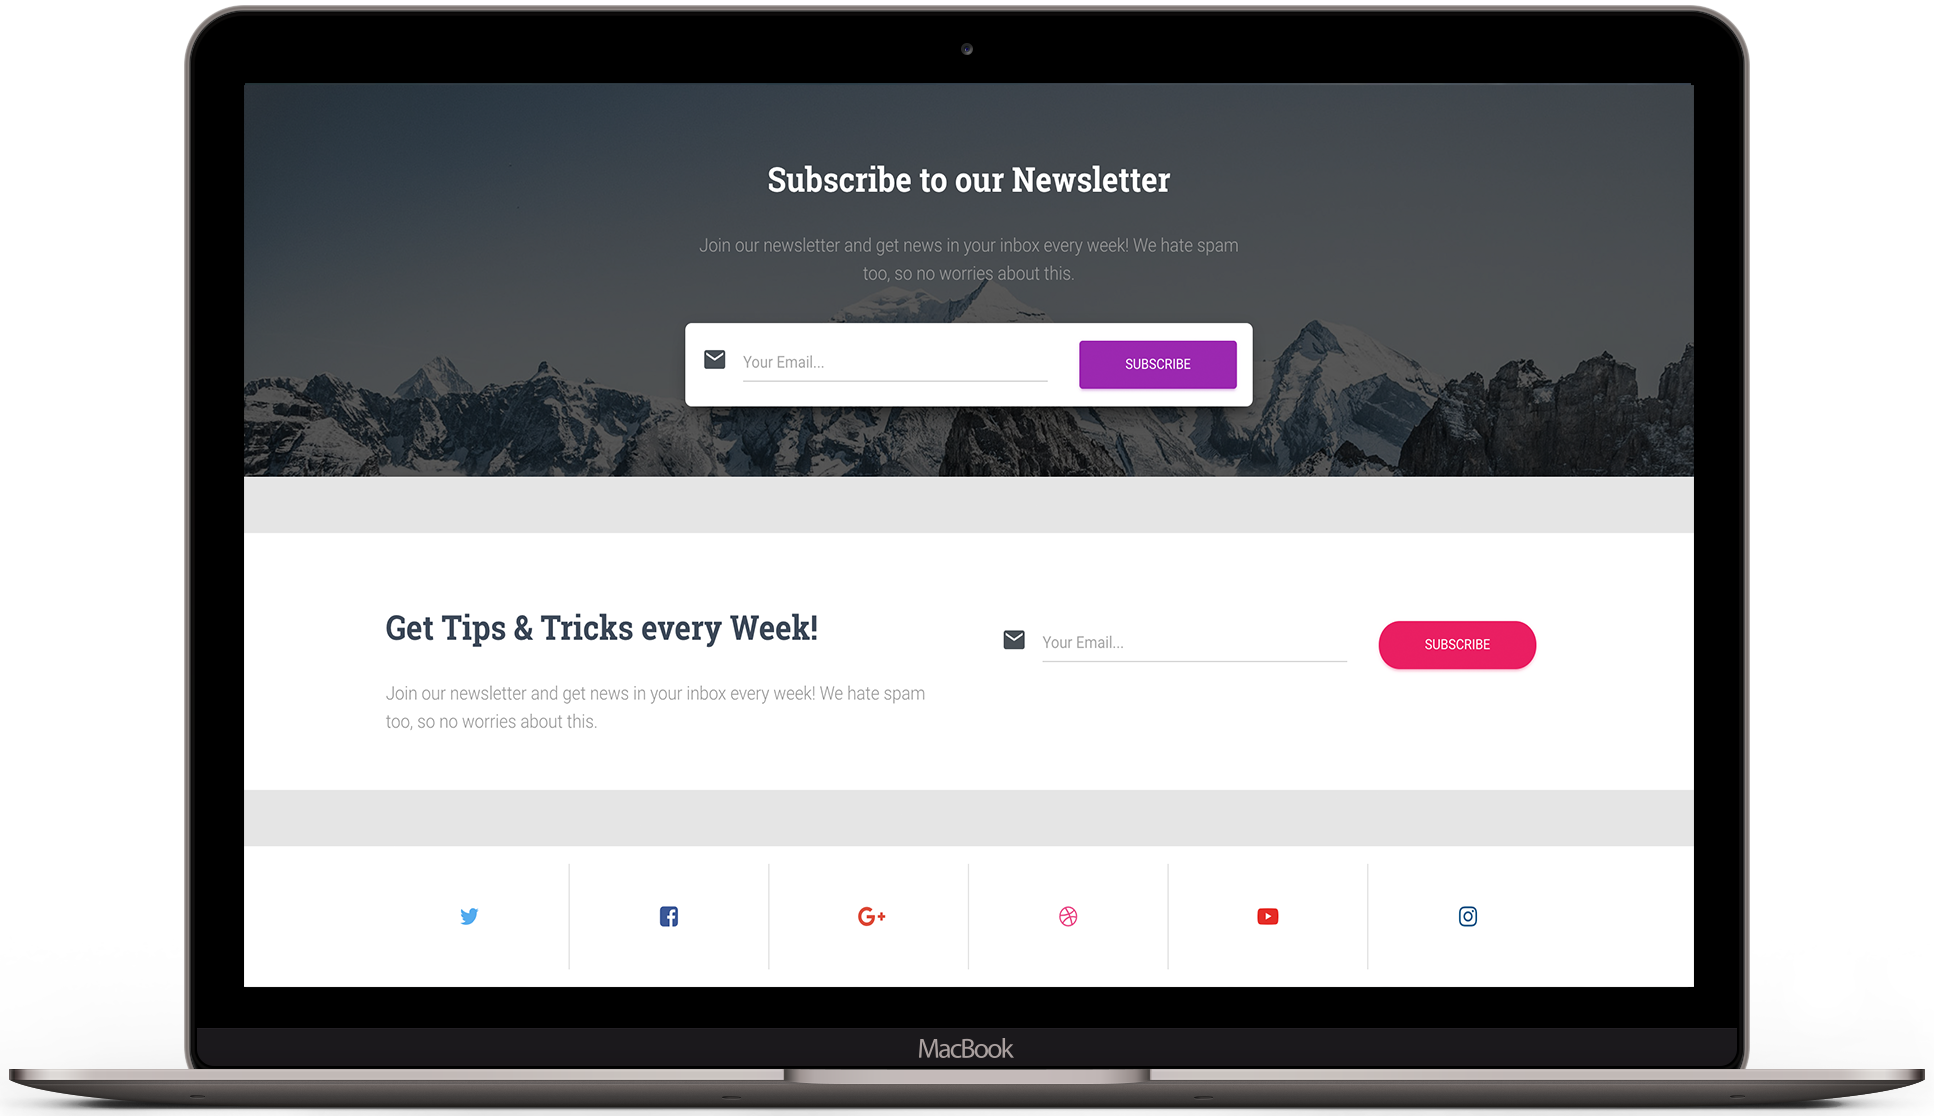 Subscribe to our Newsletter
Join our newsletter and get news in your inbox every week! We hate spam
too, so no worries about this.
Your Email...
SUBSCRIBE
Get Tips & Tricks every Week!
Your Email...
SUBSCRIBE
Join our newsletter and get news in your inbox every week! We hate spam
too, so no worries about this.
G+
MacBook